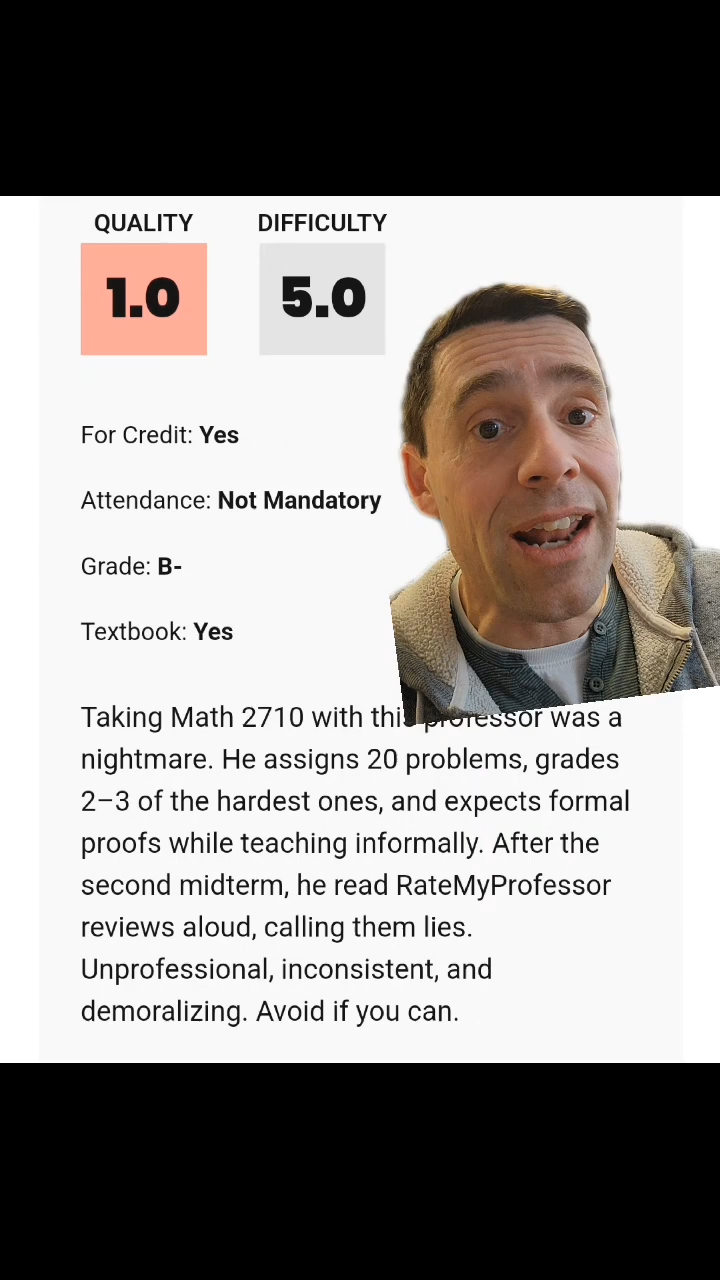 QUALITY DIFFICULTY
1.0 5.0
For Credit: Yes
Attendance: Not Mandatory
Grade: B-
Textbook: Yes
Taking Math 2710 with this professor was a
nightmare. He assigns 20 problems, grades
2–3 of the hardest ones, and expects formal
proofs while teaching informally. After the
second midterm, he read RateMyProfessor
reviews aloud, calling them lies.
Unprofessional, inconsistent, and
demoralizing. Avoid if you can.